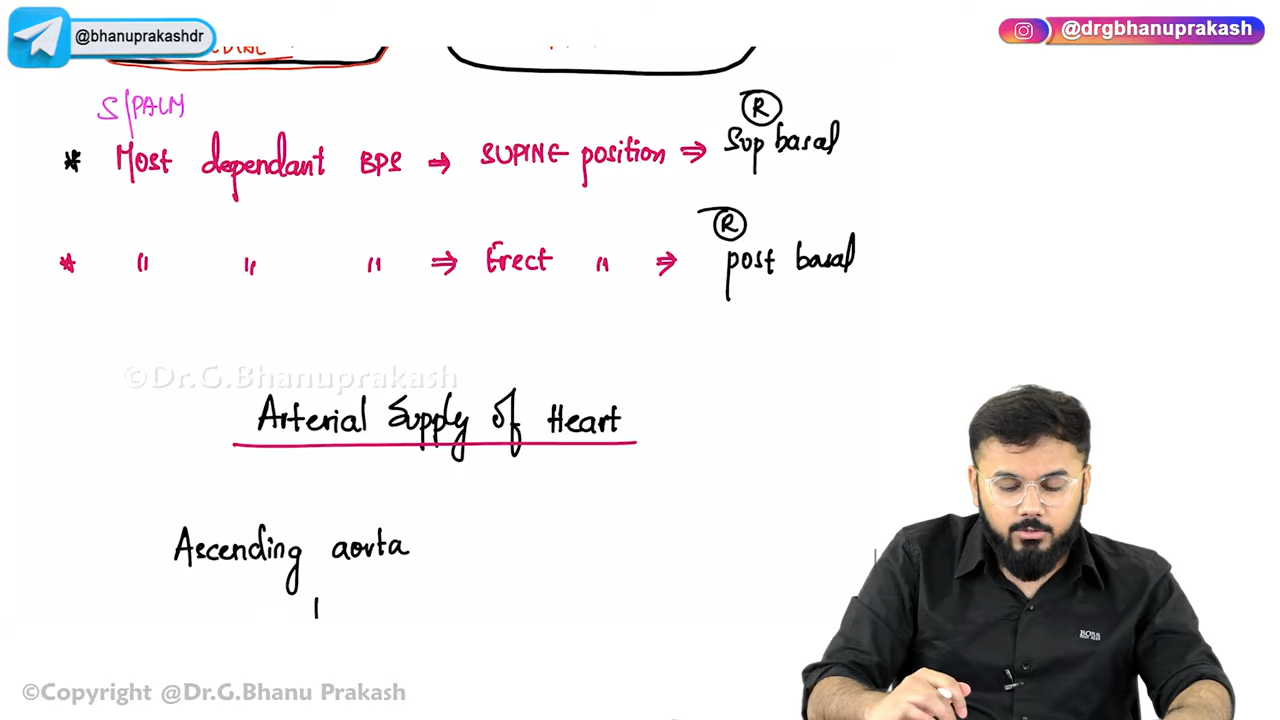 @bhanuprakashdr
@drgbhanuprakash
S/PALM
* Most dependant BPS → SUPINE position ⇒ (R) Sup basal
* " " " ⇒ Erect " ⇒ (R) post basal
©Dr.G.Bhanuprakash
Arterial Supply of Heart
Ascending aorta
BOSS
©Copyright @Dr.G.Bhanu Prakash